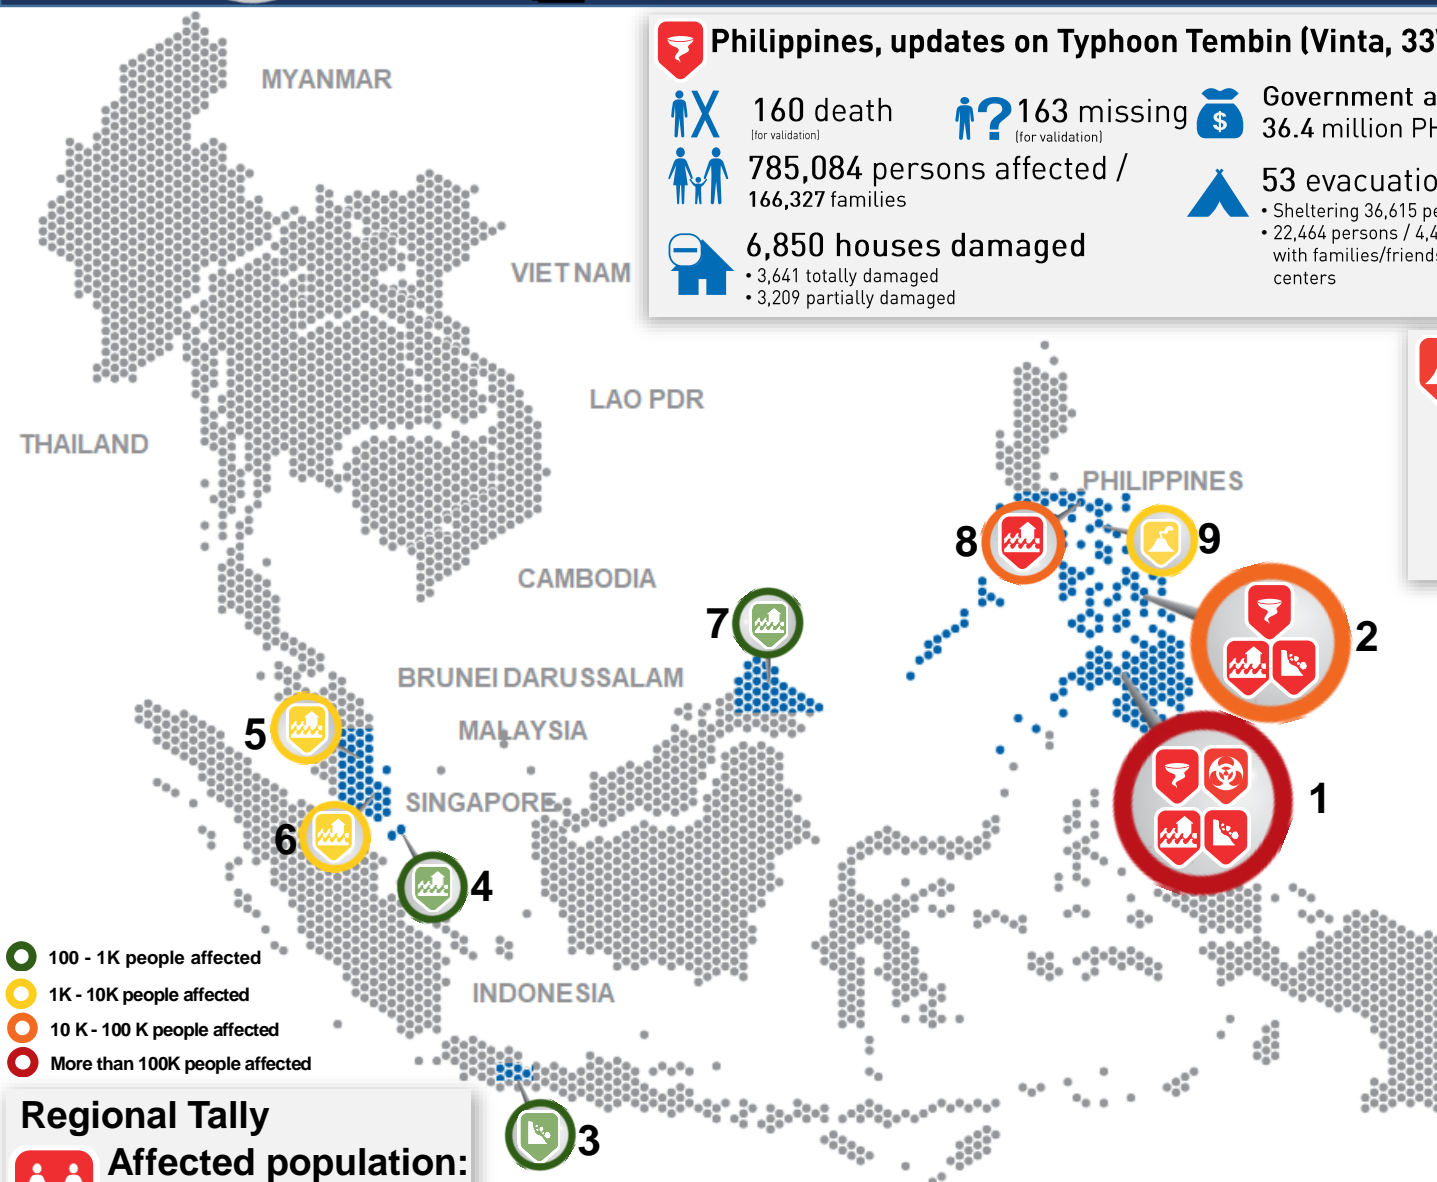 Philippines, updates on Typhoon Tembin (Vinta, 33
160 death
(for validation)
163 missing
(for validation)
Government a
36.4 million PH
785,084 persons affected /
166,327 families
53 evacuatio
• Sheltering 36,615 pe
• 22,464 persons / 4,4
with families/friends
centers
6,850 houses damaged
• 3,641 totally damaged
• 3,209 partially damaged
MYANMAR
VIET NAM
LAO PDR
THAILAND
PHILIPPINES
CAMBODIA
BRUNEI DARUSSALAM
MALAYSIA
SINGAPORE
INDONESIA
8
9
7
2
5
1
6
4
3
100 - 1K people affected
1K - 10K people affected
10 K - 100 K people affected
More than 100K people affected
Regional Tally
Affected population: